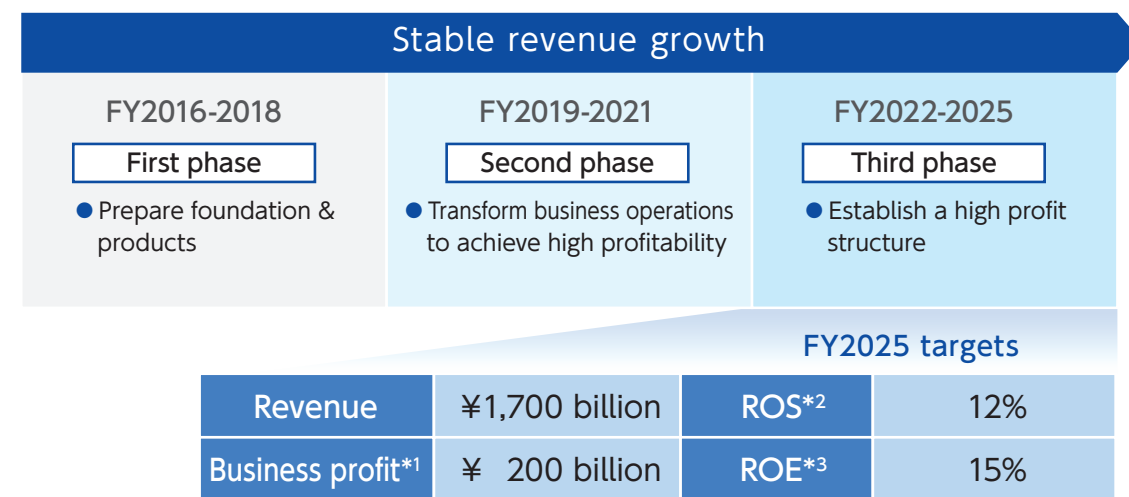 Stable revenue growth
FY2016-2018
First phase
● Prepare foundation &
products
FY2019-2021
Second phase
● Transform business operations
to achieve high profitability
FY2022-2025
Third phase
● Establish a high profit
structure
FY2025 targets
Revenue ¥1,700 billion ROS*2 12%
Business profit*1 ¥ 200 billion ROE*3 15%